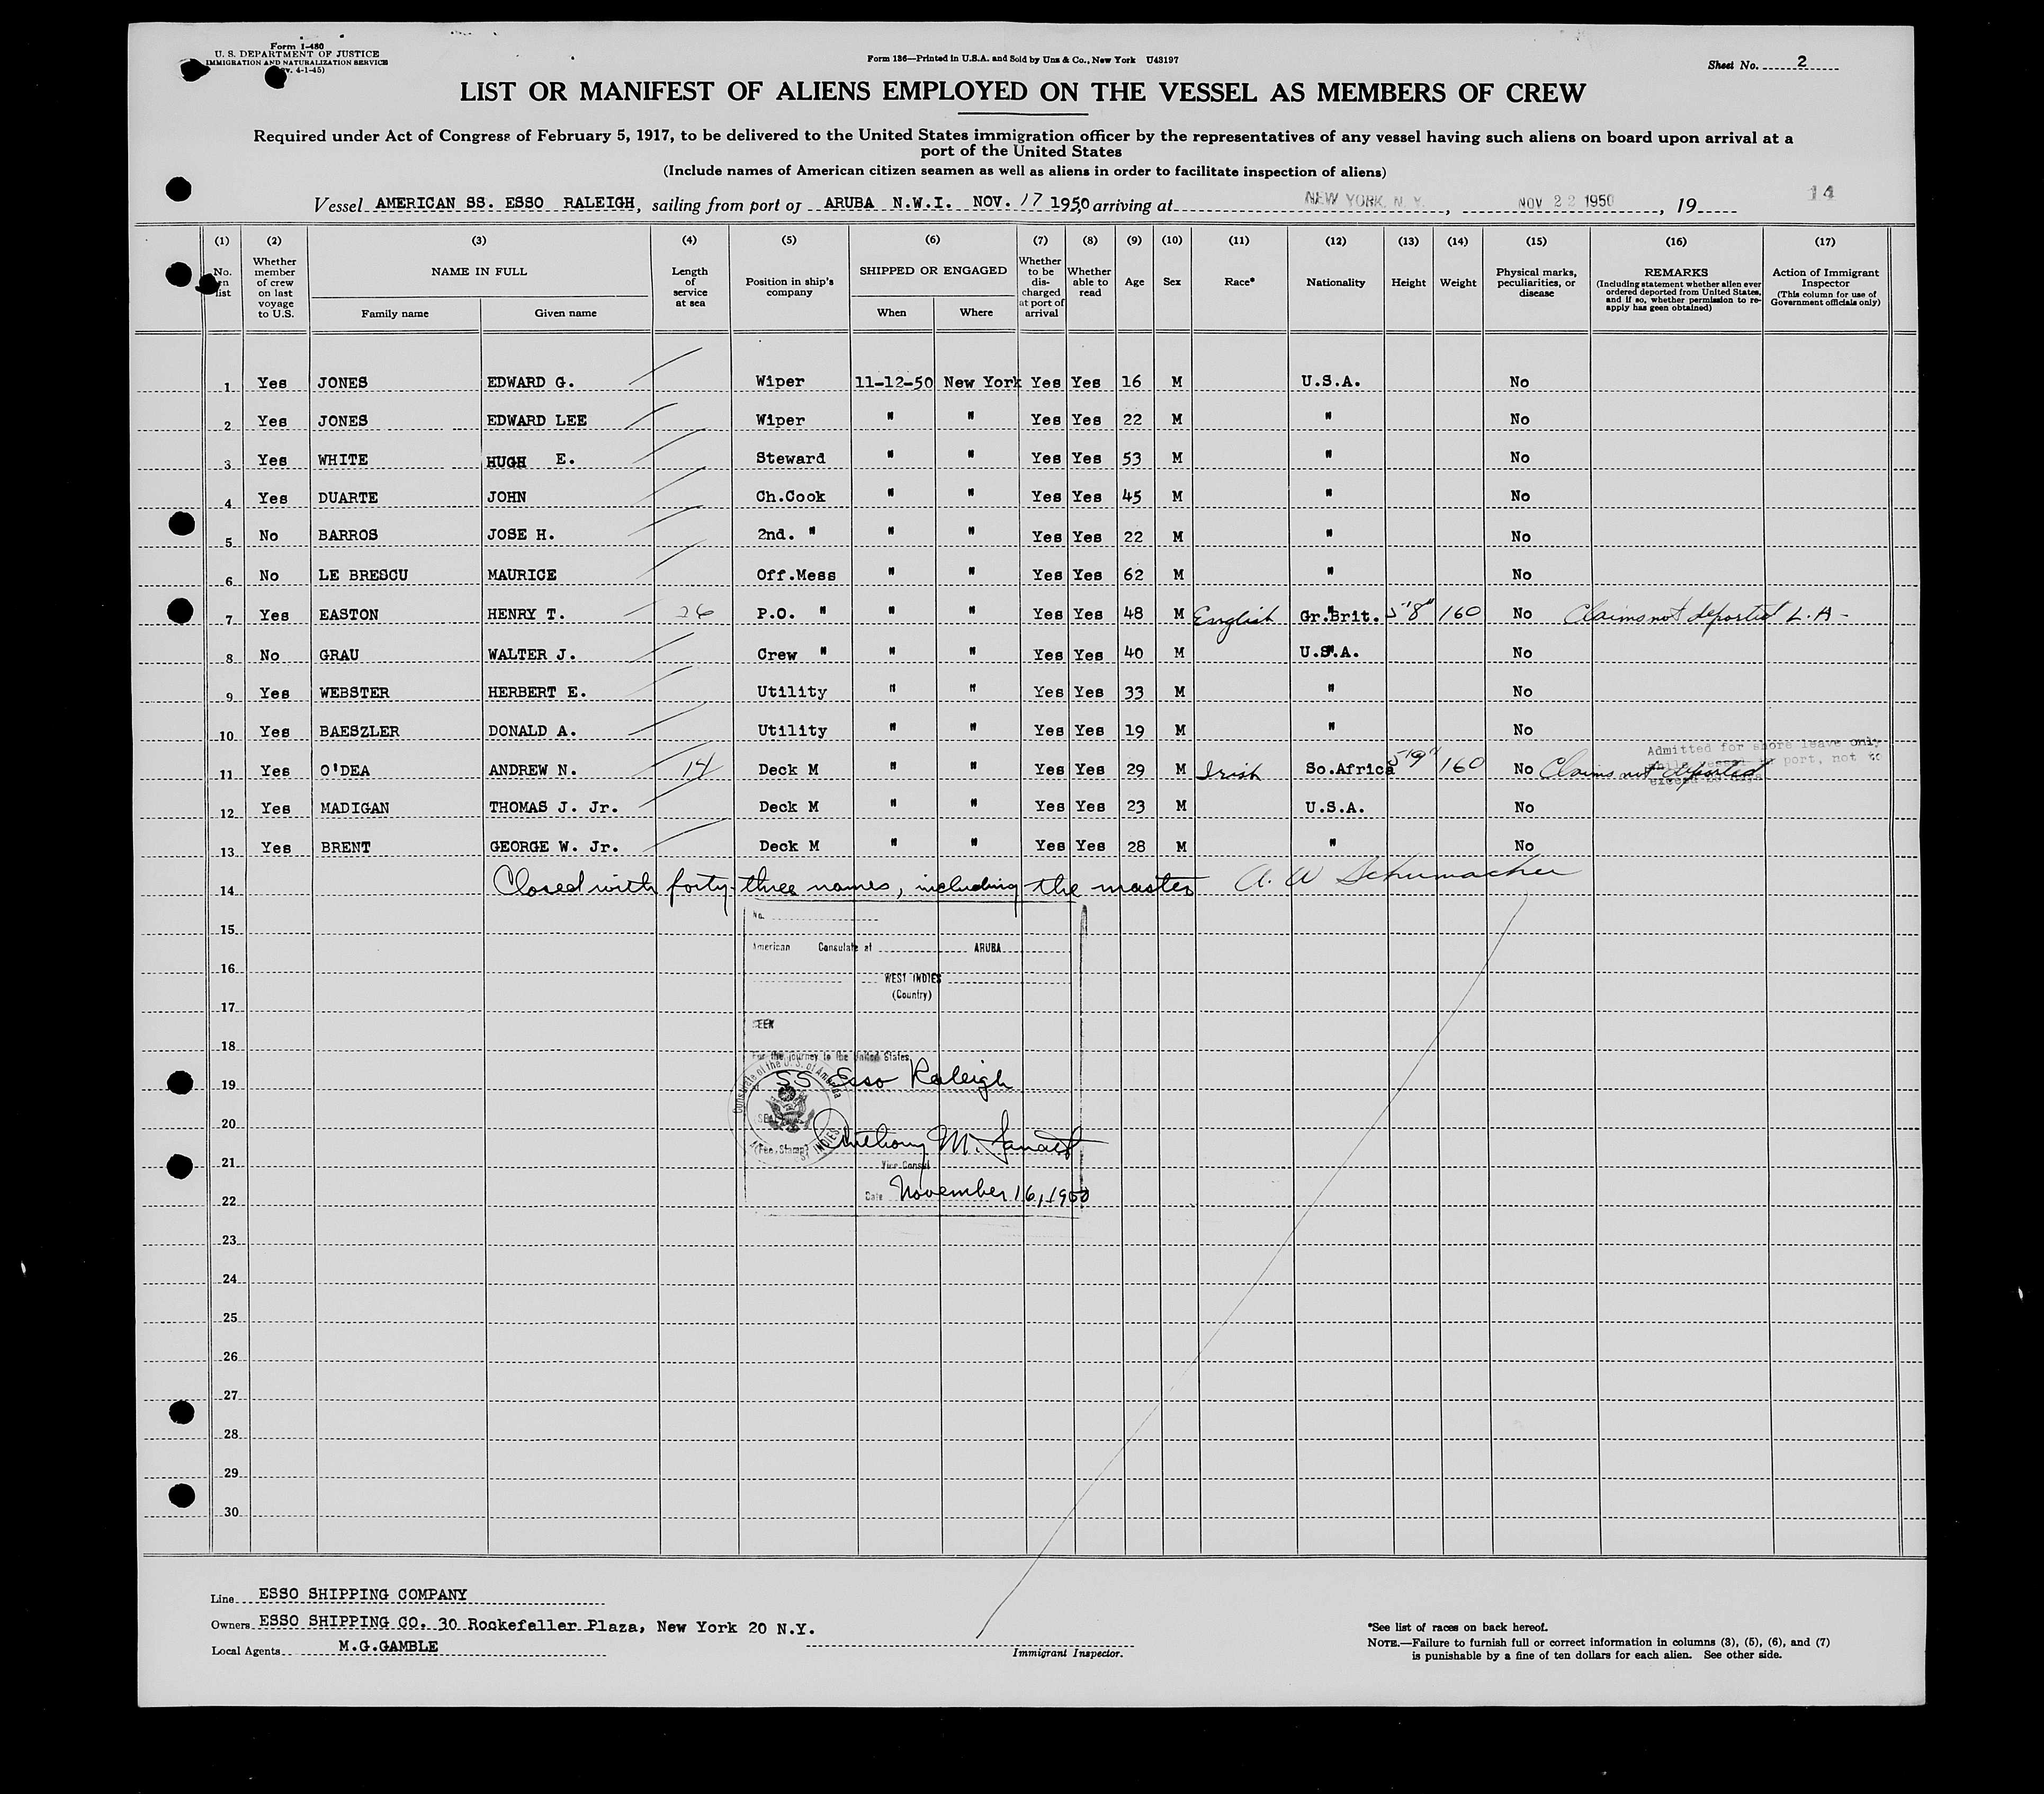 Form I-480
U. S. DEPARTMENT OF JUSTICE
IMMIGRATION AND NATURALIZATION SERVICE
4-1-45)
Form 136—Printed in U.S.A. and Sold by Unz & Co., New York U43197
Sheet No. 2
LIST OR MANIFEST OF ALIENS EMPLOYED ON THE VESSEL AS MEMBERS OF CREW
Required under Act of Congress of February 5, 1917, to be delivered to the United States immigration officer by the representatives of any vessel having such aliens on board upon arrival at a
port of the United States
(Include names of American citizen seamen as well as aliens in order to facilitate inspection of aliens)
Vessel AMERICAN SS. ESSO RALEIGH, sailing from port of ARUBA N.W.I. NOV. 17 1950, arriving at NEW YORK, N. Y., NOV 22 1950, 19
14
(1) (2) (3) (4) (5) (6) (7) (8) (9) (10) (11) (12) (13) (14) (15) (16) (17)
No. on list
Whether member of crew on last voyage to U.S.
NAME IN FULL
Family name
Given name
Length of service at sea
Position in ship's company
SHIPPED OR ENGAGED
When
Where
Whether to be discharged at port of arrival
Whether able to read
Age
Sex
Race*
Nationality
Height
Weight
Physical marks, peculiarities, or disease
REMARKS
(Including statement whether alien ever ordered deported from United States, and if so, whether permission to reapply has geen obtained)
Action of Immigrant Inspector
(This column for use of Government officials only)
1 Yes JONES EDWARD G. Wiper 11-12-50 New York Yes Yes 16 M U.S.A. No
2 Yes JONES EDWARD LEE Wiper " " Yes Yes 22 M " No
3 Yes WHITE HUGH E. Steward " " Yes Yes 53 M " No
4 Yes DUARTE JOHN Ch.Cook " " Yes Yes 45 M " No
5 No BARROS JOSE H. 2nd. " " " Yes Yes 22 M " No
6 No LE BRESCU MAURICE Off.Mess " " Yes Yes 62 M " No
7 Yes EASTON HENRY T. 26 P.O. " " " Yes Yes 48 M English Gr.Brit. 5'8" 160 No Claims not deported L.A-
8 No GRAU WALTER J. Crew " " " Yes Yes 40 M U.S.A. No
9 Yes WEBSTER HERBERT E. Utility " " Yes Yes 33 M " No
10 Yes BAESZLER DONALD A. Utility " " Yes Yes 19 M " No
Admitted for shore leave only
11 Yes O'DEA ANDREW N. 14 Deck M " " Yes Yes 29 M Irish So.Africa 5'9" 160 No Claims not deported
while vessel in port, not to
12 Yes MADIGAN THOMAS J. Jr. Deck M " " Yes Yes 23 M U.S.A. No
13 Yes BRENT GEORGE W. Jr. Deck M " " Yes Yes 28 M " No
14 Closed with forty-three names, including the master A. W Schumacher
No.
15
American Consulate at ARUBA
16
WEST INDIES
(Country)
17
SEEN
18
For the journey to the United States
19 SS Esso Raleigh
Consulate of the U.S. of America
SEAL
20
Anthony M.
(Fee Stamp)
21
Vice Consul
22 Date November 16, 1950
23
24
25
26
27
28
29
30
Line ESSO SHIPPING COMPANY
Owners ESSO SHIPPING CO. 30 Rockefeller Plaza, New York 20 N.Y.
Local Agents M.G.GAMBLE
Immigrant Inspector.
*See list of races on back hereof.
NOTE.—Failure to furnish full or correct information in columns (3), (5), (6), and (7)
is punishable by a fine of ten dollars for each alien. See other side.